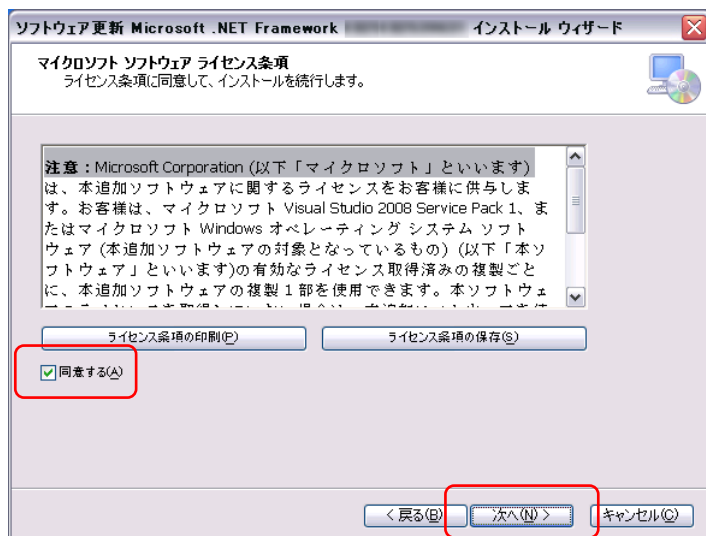 ソフトウェア更新 Microsoft .NET Framework インストール ウィザード
マイクロソフト ソフトウェア ライセンス条項
ライセンス条項に同意して、インストールを続行します。
注意：Microsoft Corporation (以下「マイクロソフト」といいます)
は、本追加ソフトウェアに関するライセンスをお客様に供与しま
す。お客様は、マイクロソフト Visual Studio 2008 Service Pack 1、ま
たはマイクロソフト Windows オペレーティング システム ソフト
ウェア (本追加ソフトウェアの対象となっているもの) (以下「本ソ
フトウェア」といいます)の有効なライセンス取得済みの複製ごと
に、本追加ソフトウェアの複製１部を使用できます。本ソフトウェ
ライセンス条項の印刷(P)
ライセンス条項の保存(S)
同意する(A)
< 戻る(B)
次へ(N) >
キャンセル(C)